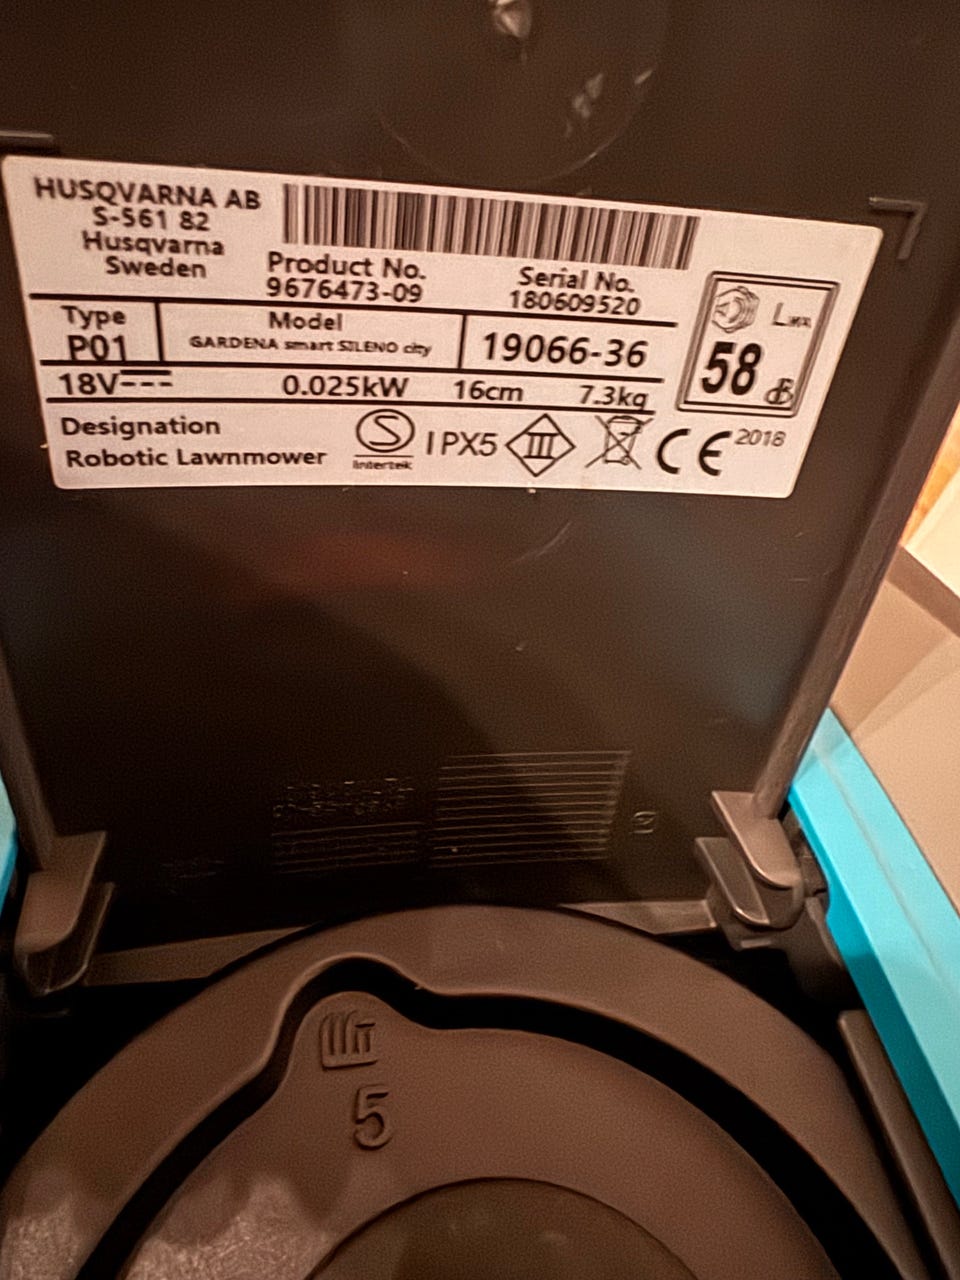 HUSQVARNA AB
S-561 82
Husqvarna
Sweden
Product No.
9676473-09
Serial No.
180609520
Type
P01
Model
GARDENA smart SILENO city
19066-36
18V
0.025kW
16cm
7.3kg
LWA
58 dB
Designation
Robotic Lawnmower
S
Intertek
IPX5
III
CE
2018
5